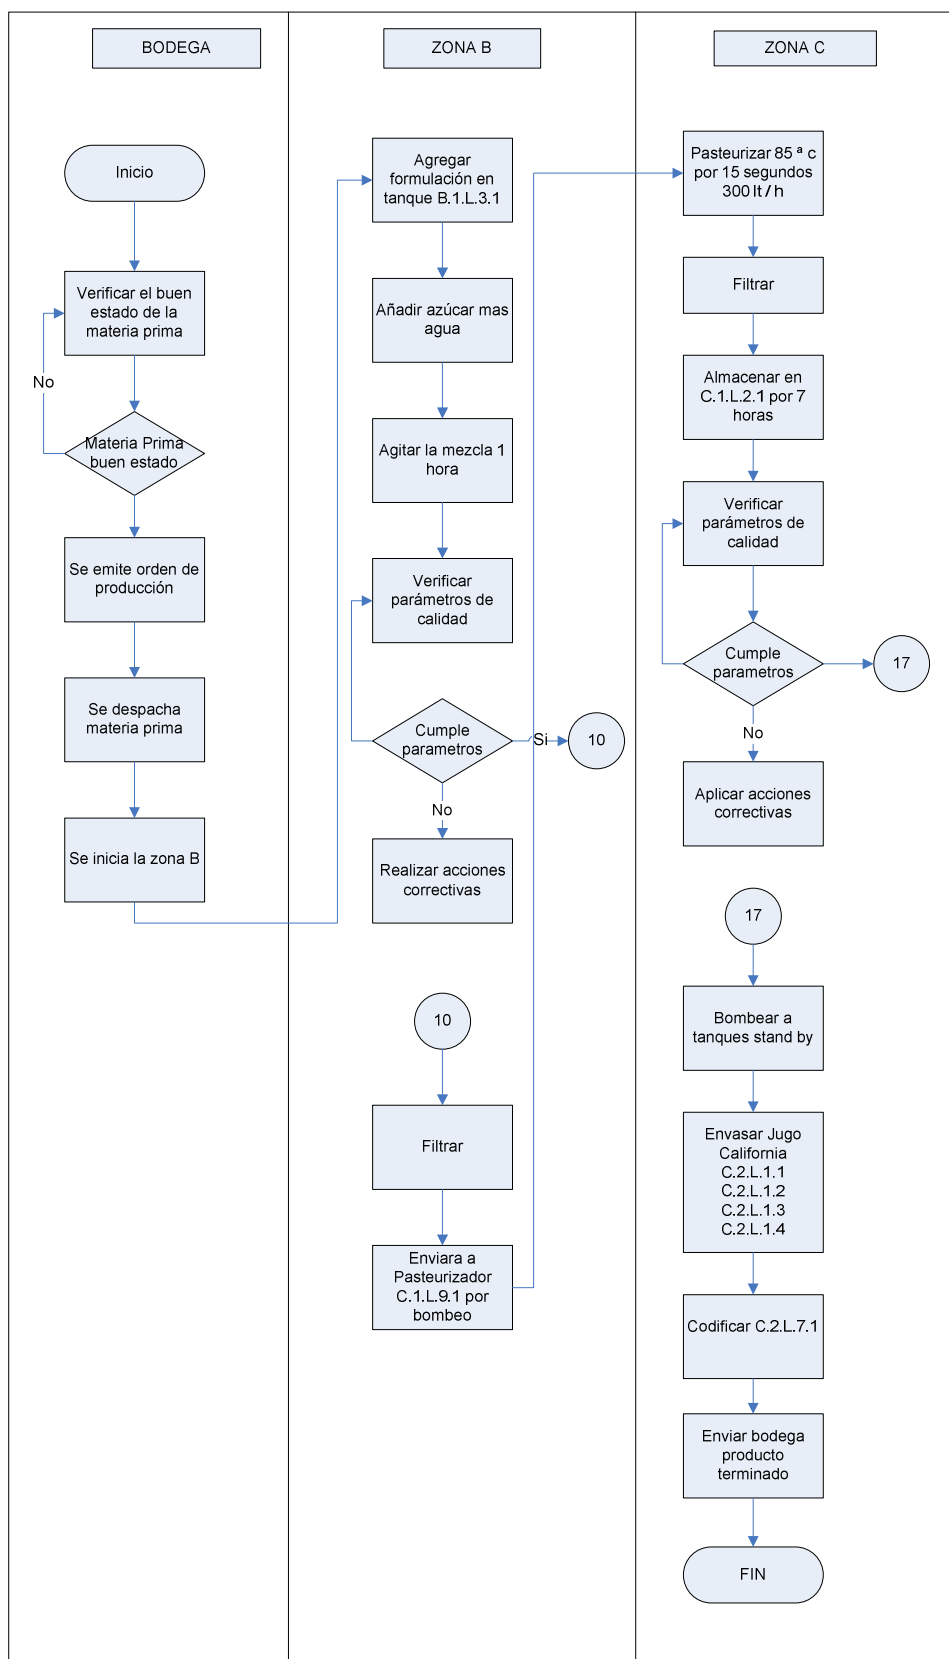 BODEGA
Inicio
Verificar el buen
estado de la
materia prima
No
Materia Prima
buen estado
Se emite orden de
producción
Se despacha
materia prima
Se inicia la zona B
ZONA B
Agregar
formulación en
tanque B.1.L.3.1
Añadir azúcar mas
agua
Agitar la mezcla 1
hora
Verificar
parámetros de
calidad
Cumple
parametros
Si
10
No
Realizar acciones
correctivas
10
Filtrar
Enviara a
Pasteurizador
C.1.L.9.1 por
bombeo
ZONA C
Pasteurizar 85 ª c
por 15 segundos
300 lt / h
Filtrar
Almacenar en
C.1.L.2.1 por 7
horas
Verificar
parámetros de
calidad
Cumple
parametros
17
No
Aplicar acciones
correctivas
17
Bombear a
tanques stand by
Envasar Jugo
California
C.2.L.1.1
C.2.L.1.2
C.2.L.1.3
C.2.L.1.4
Codificar C.2.L.7.1
Enviar bodega
producto
terminado
FIN